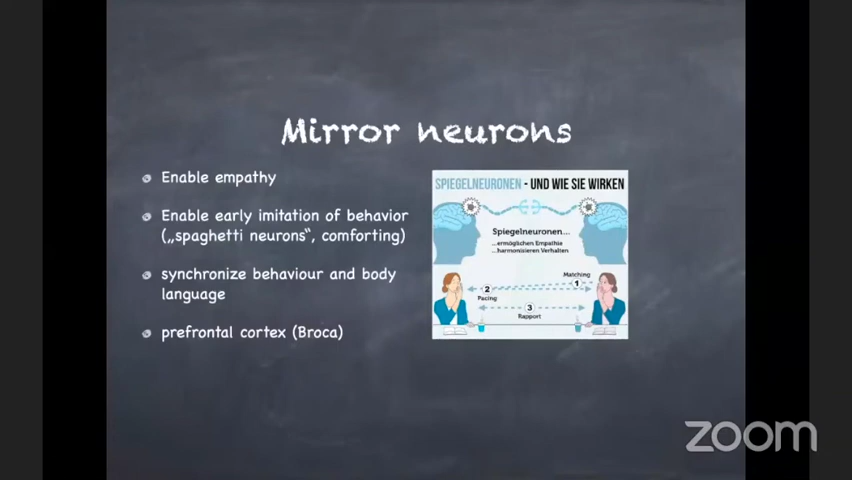 Mirror neurons
Enable empathy
Enable early imitation of behavior
(„spaghetti neurons“, comforting)
synchronize behaviour and body
language
prefrontal cortex (Broca)
SPIEGELNEURONEN - UND WIE SIE WIRKEN
Spiegelneuronen...
...ermöglichen Empathie
...harmonisieren Verhalten
Matching
1
2
Pacing
3
Rapport
zoom